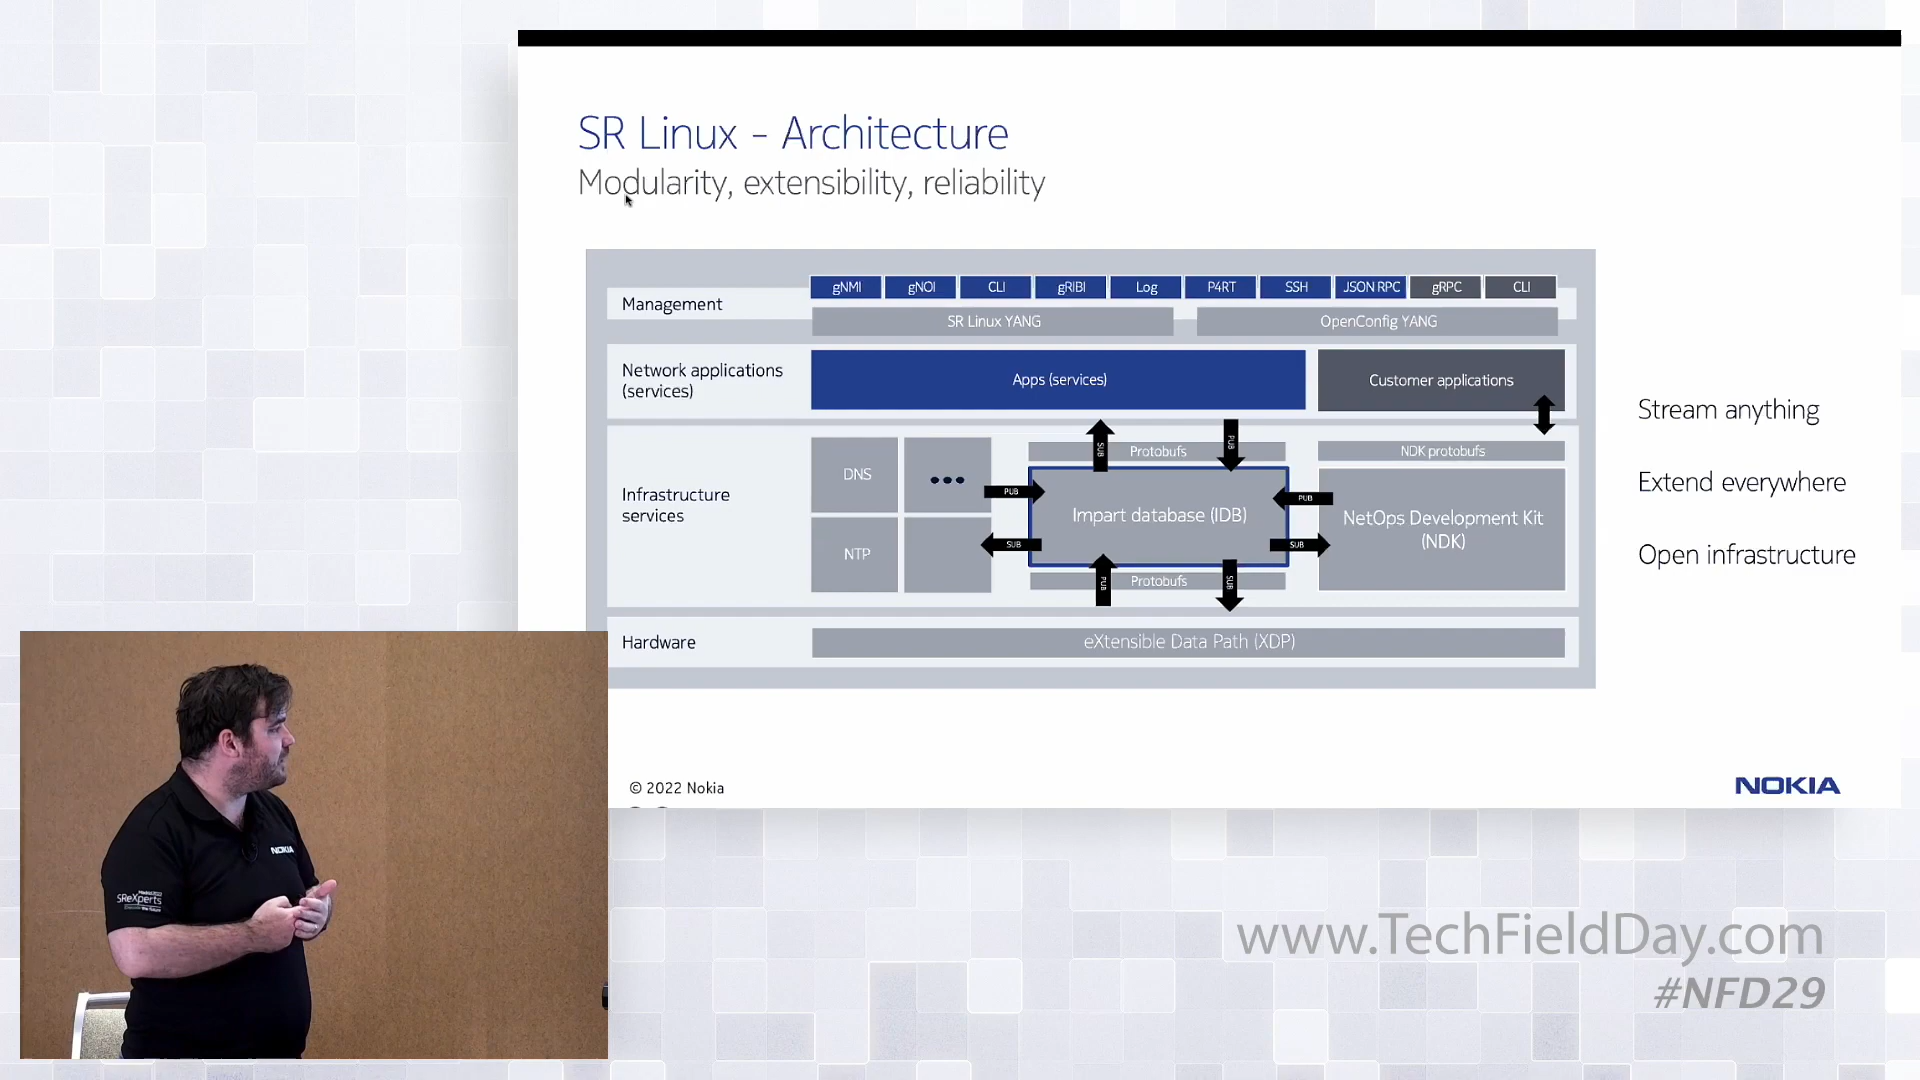 SR Linux - Architecture
Modularity, extensibility, reliability
Management
gNMI
gNOI
CLI
gRIBI
Log
P4RT
SSH
JSON RPC
gRPC
CLI
SR Linux YANG
OpenConfig YANG
Network applications
(services)
Apps (services)
Customer applications
Infrastructure
services
DNS
•••
NTP
SUB
Protobufs
PUB
NDK protobufs
PUB
Impart database (IDB)
PUB
SUB
SUB
NetOps Development Kit
(NDK)
PUB
Protobufs
SUB
Hardware
eXtensible Data Path (XDP)
Stream anything
Extend everywhere
Open infrastructure
© 2022 Nokia
NOKIA
NOKIA
SReXperts
www.TechFieldDay.com
#NFD29